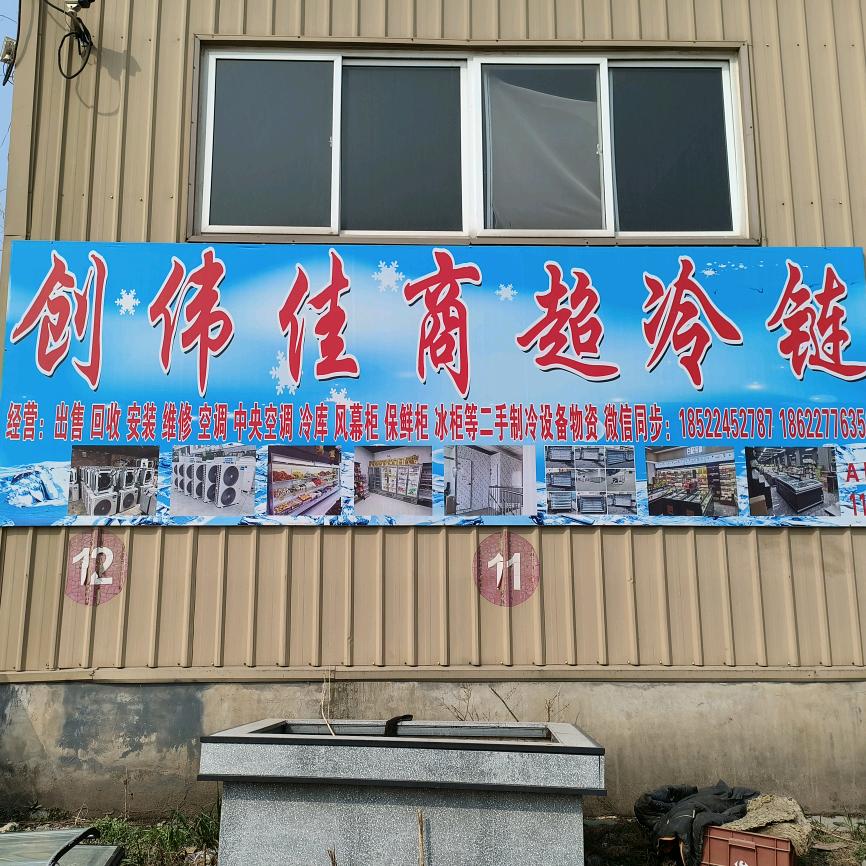 创伟佳商超冷链
经营：出售 回收 安装 维修 空调 中央空调 冷库 风幕柜 保鲜柜 冰柜等二手制冷设备物资 微信同步：18522452787 18622777635
A
11
12
11